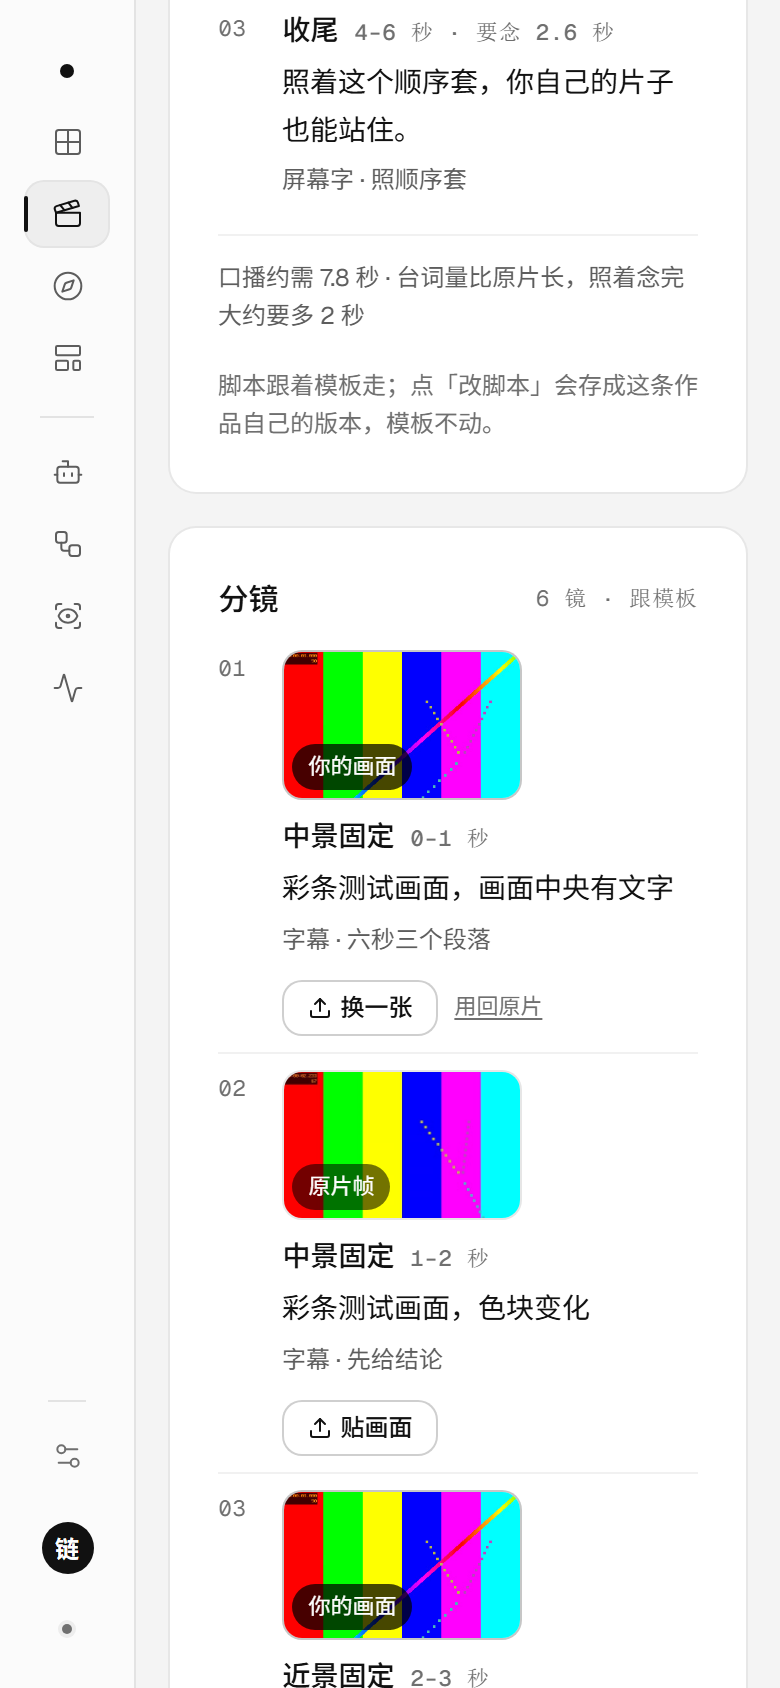 03 收尾 4-6 秒 · 要念 2.6 秒
照着这个顺序套，你自己的片子
也能站住。
屏幕字 · 照顺序套
口播约需 7.8 秒 · 台词量比原片长，照着念完
大约要多 2 秒
脚本跟着模板走；点「改脚本」会存成这条作
品自己的版本，模板不动。
分镜 6 镜 · 跟模板
01
你的画面
中景固定 0-1 秒
彩条测试画面，画面中央有文字
字幕 · 六秒三个段落
换一张 用回原片
02
原片帧
中景固定 1-2 秒
彩条测试画面，色块变化
字幕 · 先给结论
贴画面
03
你的画面
近景固定 2-3 秒
链